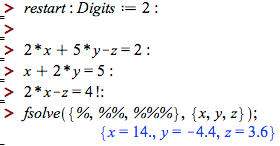 > restart : Digits := 2 :
>
> 2*x + 5*y-z = 2 :
> x + 2*y = 5 :
> 2*x-z = 4! :
> fsolve({%, %%, %%%}, {x, y, z});
{x = 14., y = -4.4, z = 3.6}